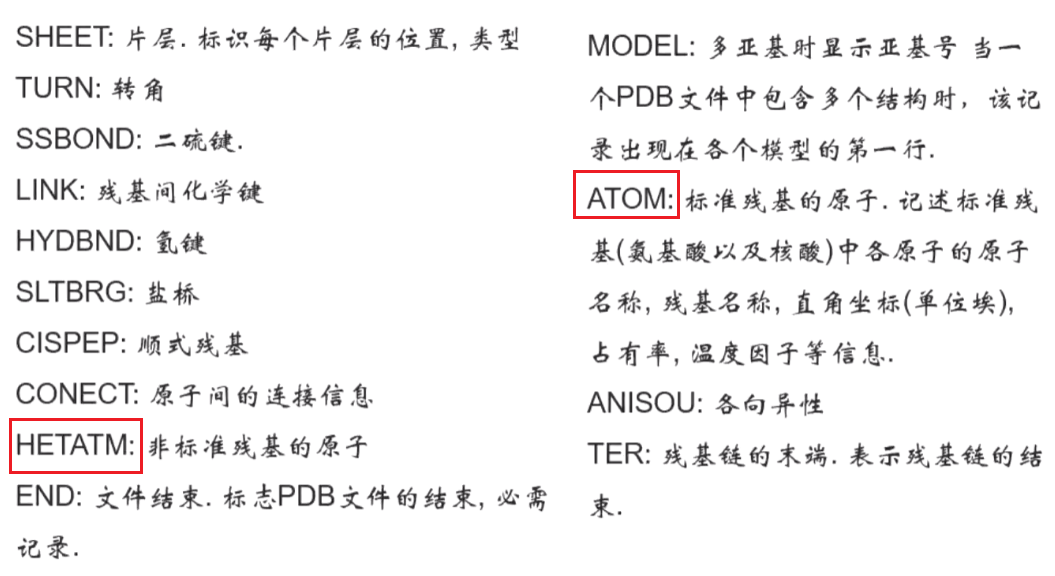 SHEET: 片层. 标识每个片层的位置, 类型
TURN: 转角
SSBOND: 二硫键.
LINK: 残基间化学键
HYDBND: 氢键
SLTBRG: 盐桥
CISPEP: 顺式残基
CONECT: 原子间的连接信息
HETATM: 非标准残基的原子
END: 文件结束. 标志PDB文件的结束, 必需
记录.
MODEL: 多亚基时显示亚基号 当一
个PDB文件中包含多个结构时，该记
录出现在各个模型的第一行.
ATOM: 标准残基的原子. 记述标准残
基(氨基酸以及核酸)中各原子的原子
名称, 残基名称, 直角坐标(单位埃),
占有率, 温度因子等信息.
ANISOU: 各向异性
TER: 残基链的末端. 表示残基链的结
束.